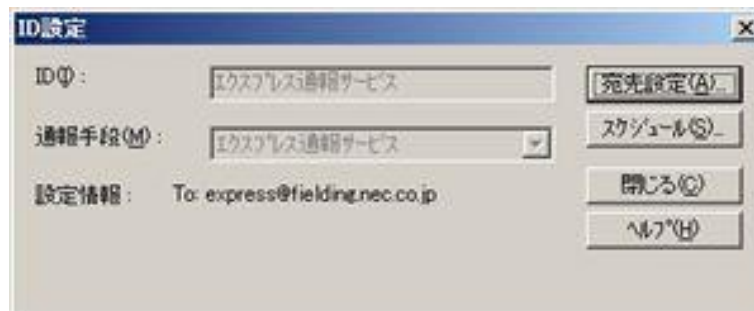 ID設定
ID(I):
エクスプレス通報サービス
宛先設定(A)...
通報手段(M):
エクスプレス通報サービス
スケジュール(S)...
設定情報:
To: express@fielding.nec.co.jp
閉じる(C)
ヘルプ(H)